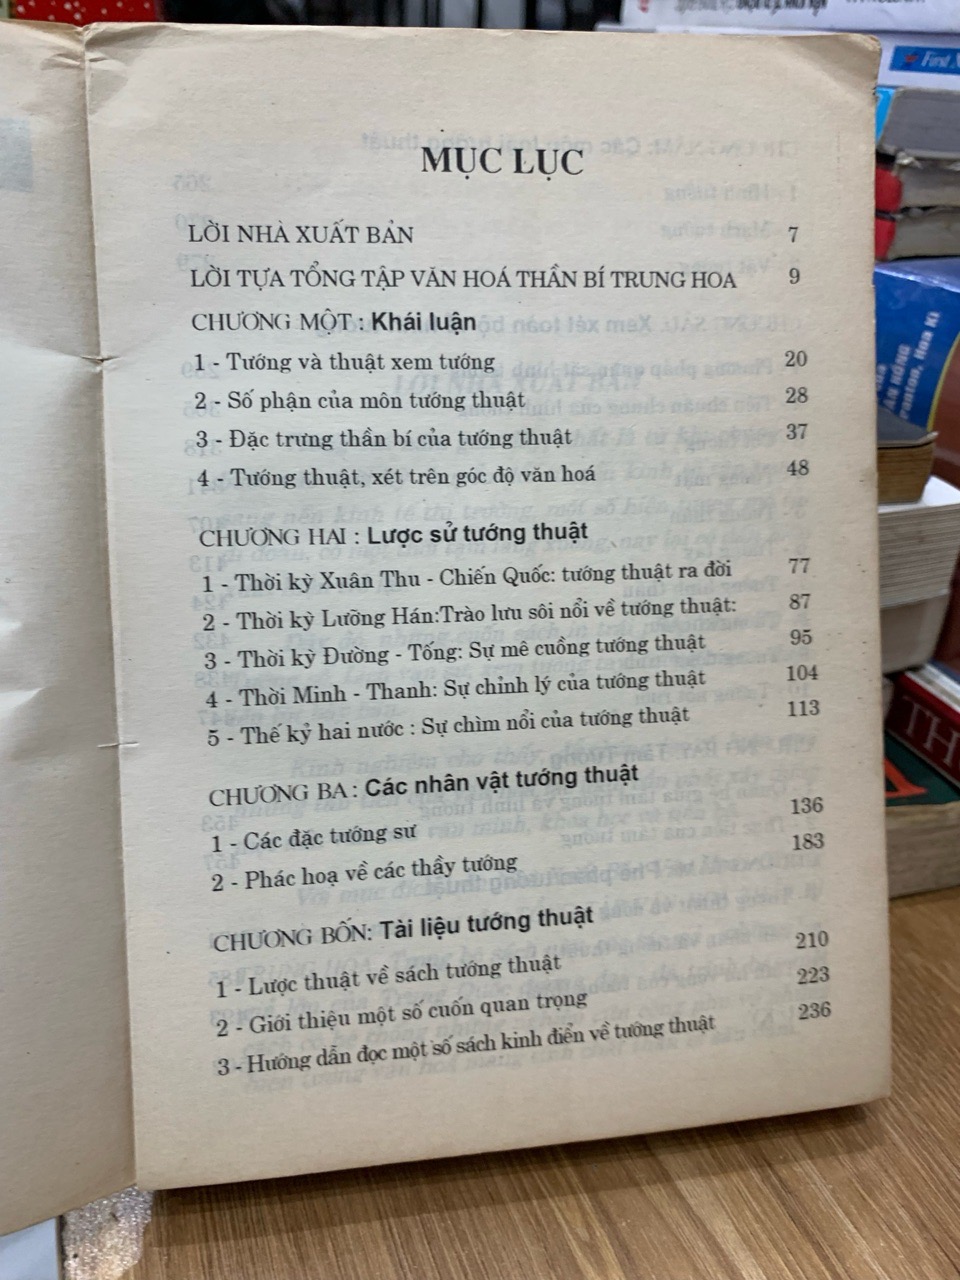 MỤC LỤC
LỜI NHÀ XUẤT BẢN 7
LỜI TỰA TỔNG TẬP VĂN HOÁ THẦN BÍ TRUNG HOA 9
CHƯƠNG MỘT : Khái luận
1 - Tướng và thuật xem tướng 20
2 - Số phận của môn tướng thuật 28
3 - Đặc trưng thần bí của tướng thuật 37
4 - Tướng thuật, xét trên góc độ văn hoá 48
CHƯƠNG HAI : Lược sử tướng thuật
1 - Thời kỳ Xuân Thu - Chiến Quốc: tướng thuật ra đời 77
2 - Thời kỳ Lưỡng Hán:Trào lưu sôi nổi về tướng thuật: 87
3 - Thời kỳ Đường - Tống: Sự mê cuồng tướng thuật 95
4 - Thời Minh - Thanh: Sự chỉnh lý của tướng thuật 104
5 - Thế kỷ hai nước : Sự chìm nổi của tướng thuật 113
CHƯƠNG BA : Các nhân vật tướng thuật
1 - Các đặc tướng sư 136
2 - Phác hoạ về các thầy tướng 183
CHƯƠNG BỐN: Tài liệu tướng thuật
1 - Lược thuật về sách tướng thuật 210
2 - Giới thiệu một số cuốn quan trọng 223
3 - Hướng dẫn đọc một số sách kinh điển về tướng thuật 236
First
TH